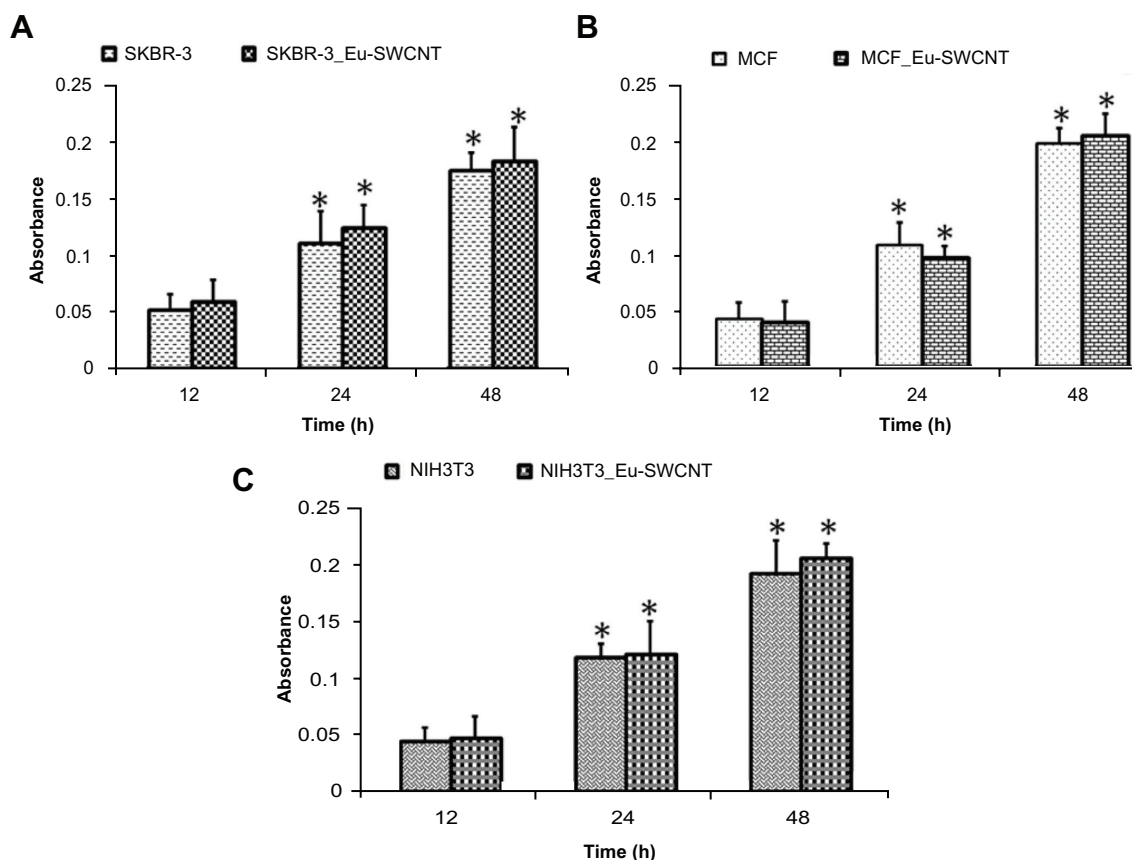 A
SKBR-3 SKBR-3_Eu-SWCNT
0.25
0.2
0.15
0.1
0.05
0
Absorbance
* * * *
12 24 48
Time (h)
B
MCF MCF_Eu-SWCNT
0.25
0.2
0.15
0.1
0.05
0
Absorbance
* * * *
12 24 48
Time (h)
C
NIH3T3 NIH3T3_Eu-SWCNT
0.25
0.2
0.15
0.1
0.05
0
Absorbance
* * * *
12 24 48
Time (h)